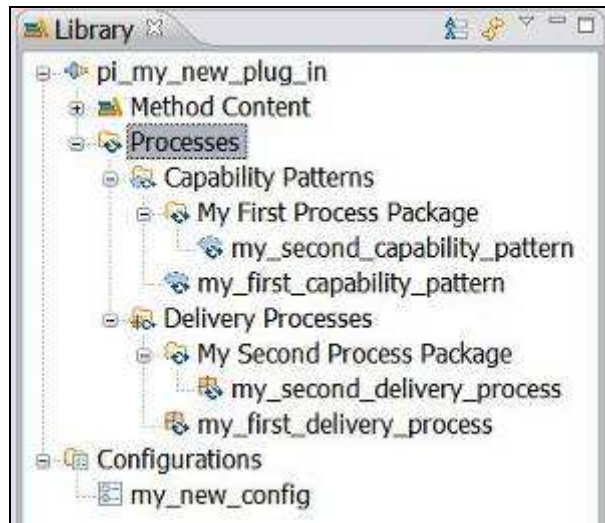 Library
pi_my_new_plug_in
Method Content
Processes
Capability Patterns
My First Process Package
my_second_capability_pattern
my_first_capability_pattern
Delivery Processes
My Second Process Package
my_second_delivery_process
my_first_delivery_process
Configurations
my_new_config